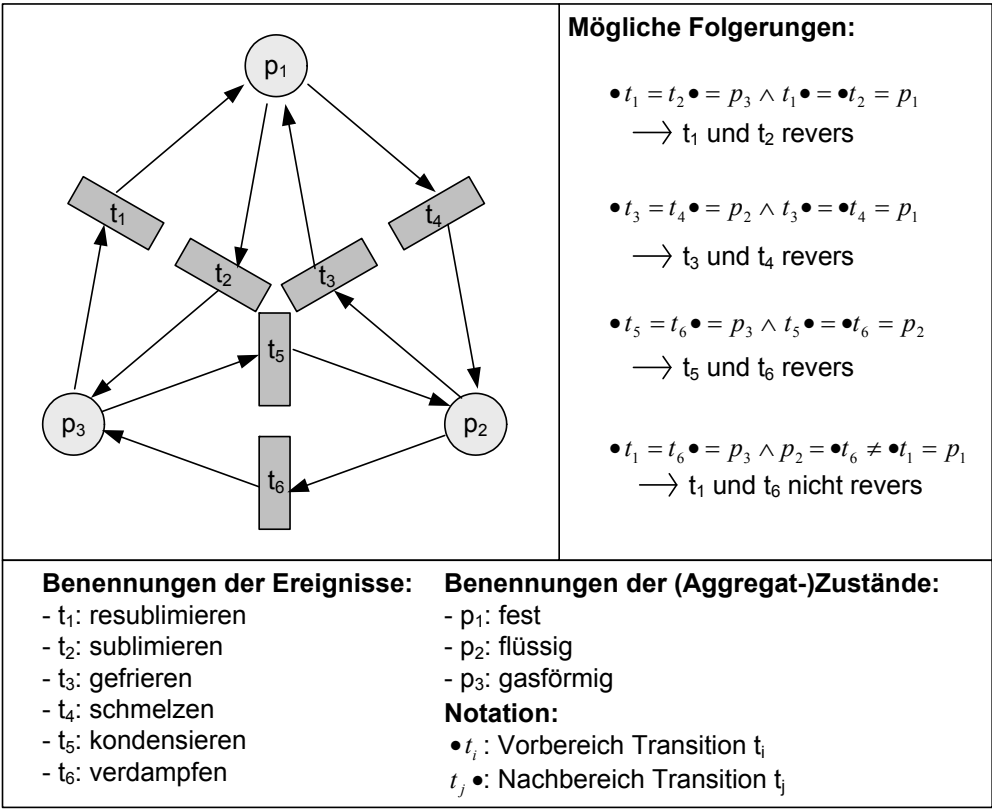 p₁
t₁
t₄
t₂
t₃
t₅
p₃
p₂
t₆
Mögliche Folgerungen:
• t₁ = t₂ • = p₃ ∧ t₁ • = • t₂ = p₁
⟶ t₁ und t₂ revers
• t₃ = t₄ • = p₂ ∧ t₃ • = • t₄ = p₁
⟶ t₃ und t₄ revers
• t₅ = t₆ • = p₃ ∧ t₅ • = • t₆ = p₂
⟶ t₅ und t₆ revers
• t₁ = t₆ • = p₃ ∧ p₂ = • t₆ ≠ • t₁ = p₁
⟶ t₁ und t₆ nicht revers
Benennungen der Ereignisse:
- t₁: resublimieren
- t₂: sublimieren
- t₃: gefrieren
- t₄: schmelzen
- t₅: kondensieren
- t₆: verdampfen
Benennungen der (Aggregat-)Zustände:
- p₁: fest
- p₂: flüssig
- p₃: gasförmig
Notation:
• tᵢ : Vorbereich Transition tᵢ
tⱼ •: Nachbereich Transition tⱼ